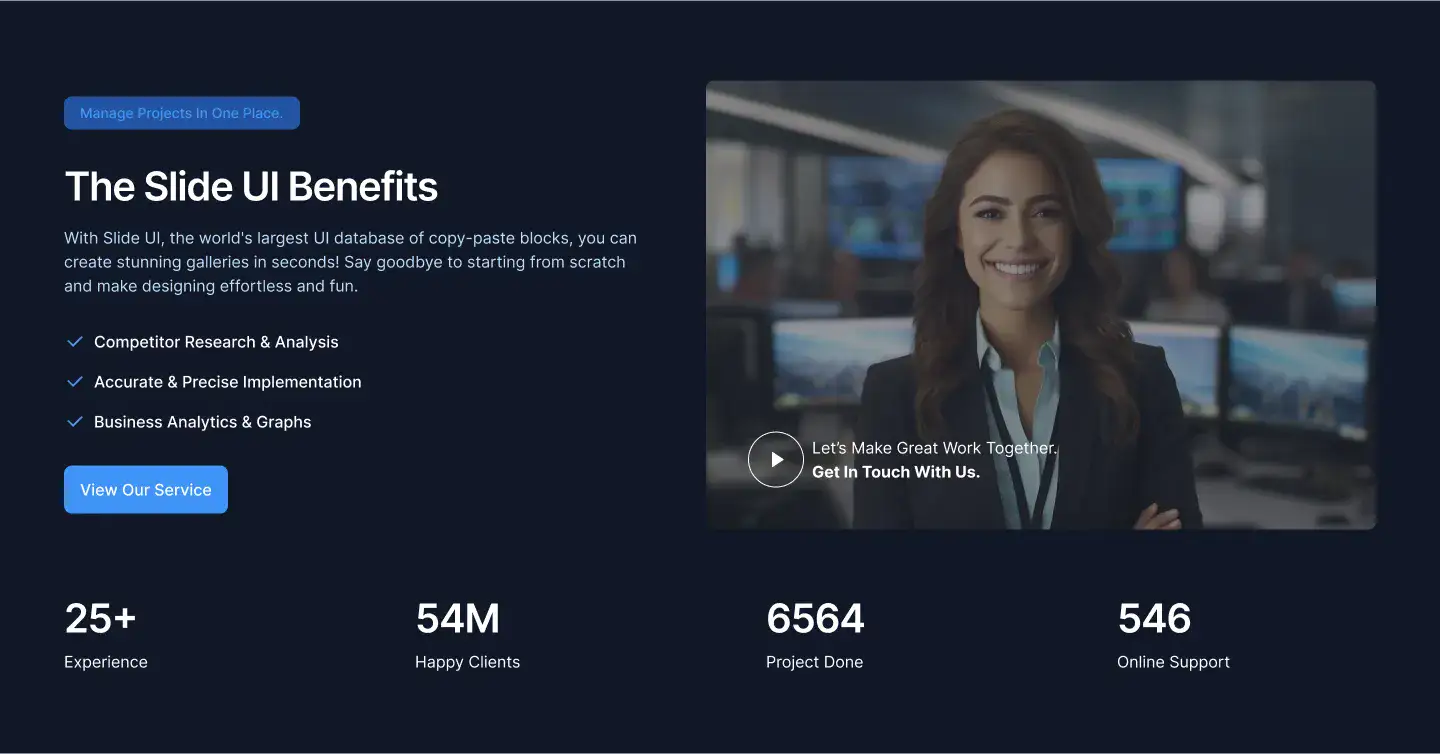 Manage Projects In One Place.
The Slide UI Benefits
With Slide UI, the world's largest UI database of copy-paste blocks, you can
create stunning galleries in seconds! Say goodbye to starting from scratch
and make designing effortless and fun.
Competitor Research & Analysis
Accurate & Precise Implementation
Business Analytics & Graphs
View Our Service
Let’s Make Great Work Together.
Get In Touch With Us.
25+
Experience
54M
Happy Clients
6564
Project Done
546
Online Support